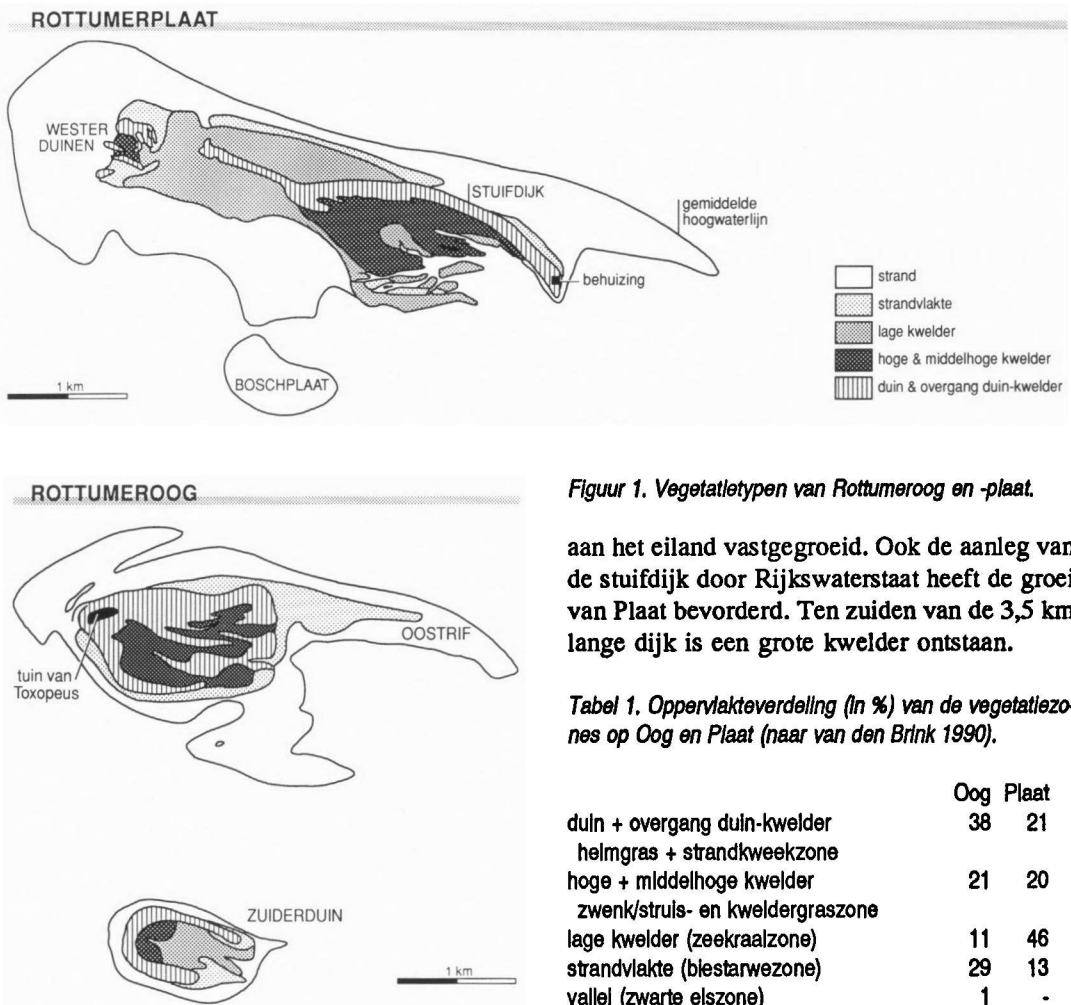 ROTTUMERPLAAT
WESTER
DUINEN
STUIFDIJK
gemiddelde
hoogwaterlijn
behuizing
BOSCHPLAAT
1 km
strand
strandvlakte
lage kwelder
hoge & middelhoge kwelder
duin & overgang duin-kwelder
ROTTUMEROOG
OOSTRIF
tuin van
Toxopeus
ZUIDERDUIN
1 km
Figuur 1. Vegetatietypen van Rottumeroog en -plaat.
aan het eiland vastgegroeid. Ook de aanleg van
de stuifdijk door Rijkswaterstaat heeft de groei
van Plaat bevorderd. Ten zuiden van de 3,5 km
lange dijk is een grote kwelder ontstaan.
Tabel 1. Oppervlakteverdeling (in %) van de vegetatiezo-
nes op Oog en Plaat (naar van den Brink 1990).
Oog Plaat
duin + overgang duin-kwelder 38 21
helmgras + strandkweekzone
hoge + middelhoge kwelder 21 20
zwenk/struis- en kweldergraszone
lage kwelder (zeekraalzone) 11 46
strandvlakte (biestarwezone) 29 13
vallei (zwarte elszone) 1 -